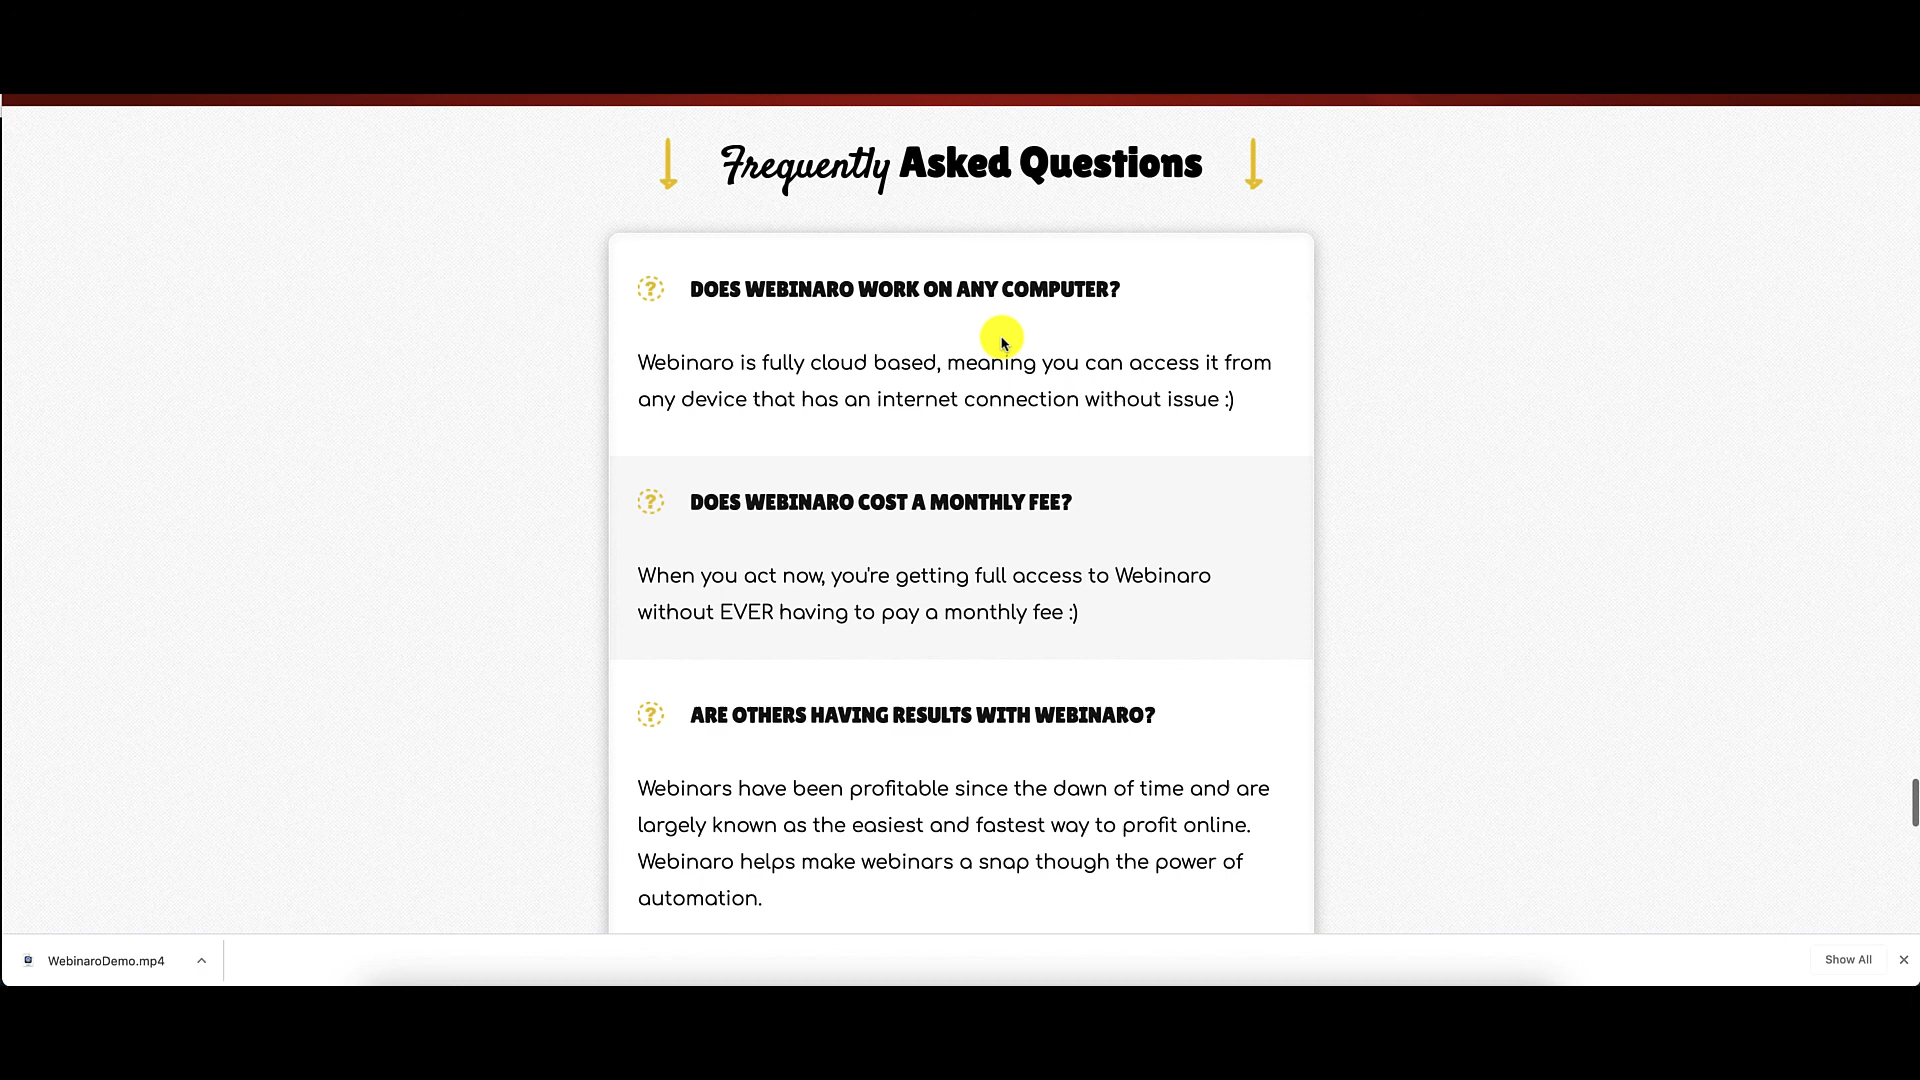 Frequently Asked Questions
? DOES WEBINARO WORK ON ANY COMPUTER?
Webinaro is fully cloud based, meaning you can access it from
any device that has an internet connection without issue :)
? DOES WEBINARO COST A MONTHLY FEE?
When you act now, you're getting full access to Webinaro
without EVER having to pay a monthly fee :)
? ARE OTHERS HAVING RESULTS WITH WEBINARO?
Webinars have been profitable since the dawn of time and are
largely known as the easiest and fastest way to profit online.
Webinaro helps make webinars a snap though the power of
automation.
WebinaroDemo.mp4
Show All